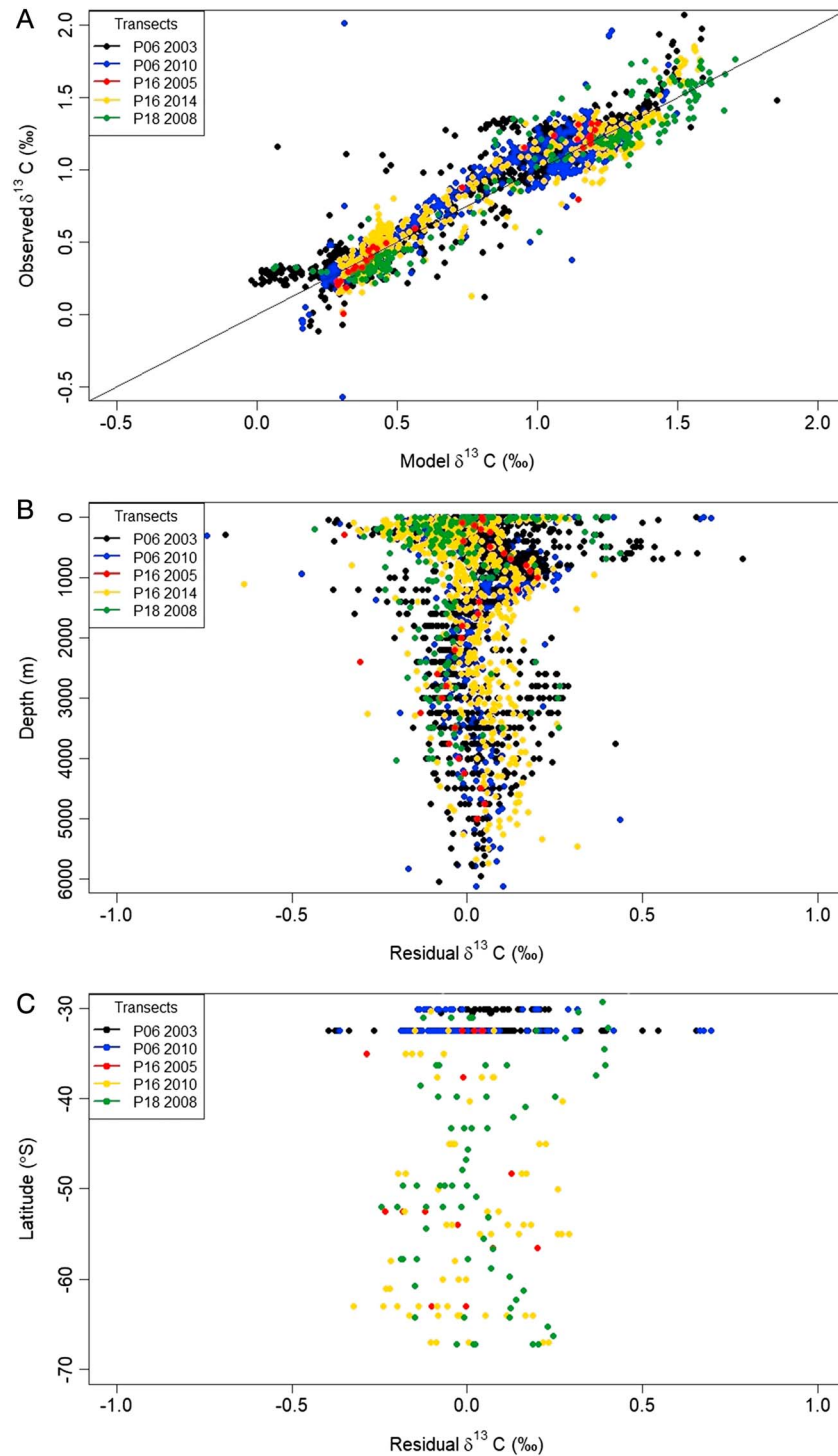 A
Transects
P06 2003
P06 2010
P16 2005
P16 2014
P18 2008
2.0
1.5
1.0
0.5
0.0
-0.5
Observed δ¹³ C (‰)
-0.5 0.0 0.5 1.0 1.5 2.0
Model δ¹³ C (‰)
B
Transects
P06 2003
P06 2010
P16 2005
P16 2014
P18 2008
0
1000
2000
3000
4000
5000
6000
Depth (m)
-1.0 -0.5 0.0 0.5 1.0
Residual δ¹³ C (‰)
C
Transects
P06 2003
P06 2010
P16 2005
P16 2010
P18 2008
-30
-40
-50
-60
-70
Latitude (°S)
-1.0 -0.5 0.0 0.5 1.0
Residual δ¹³ C (‰)